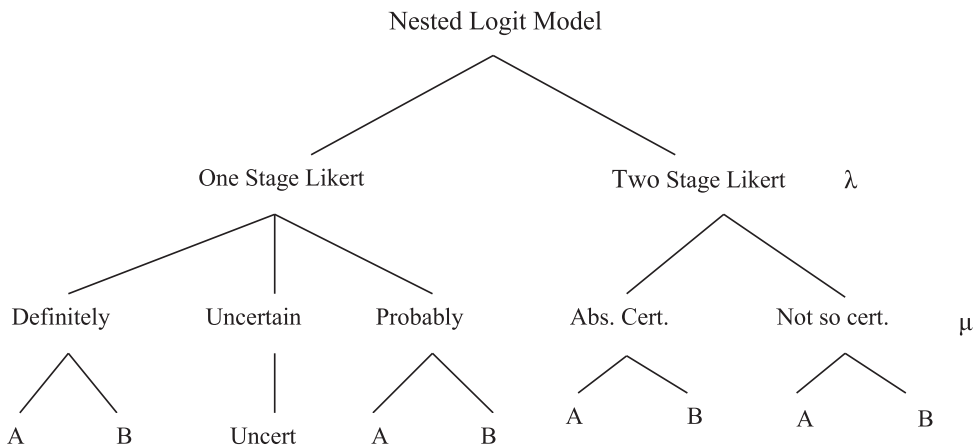 Nested Logit Model
One Stage Likert
Two Stage Likert
λ
Definitely
Uncertain
Probably
Abs. Cert.
Not so cert.
μ
A
B
Uncert
A
B
A
B
A
B